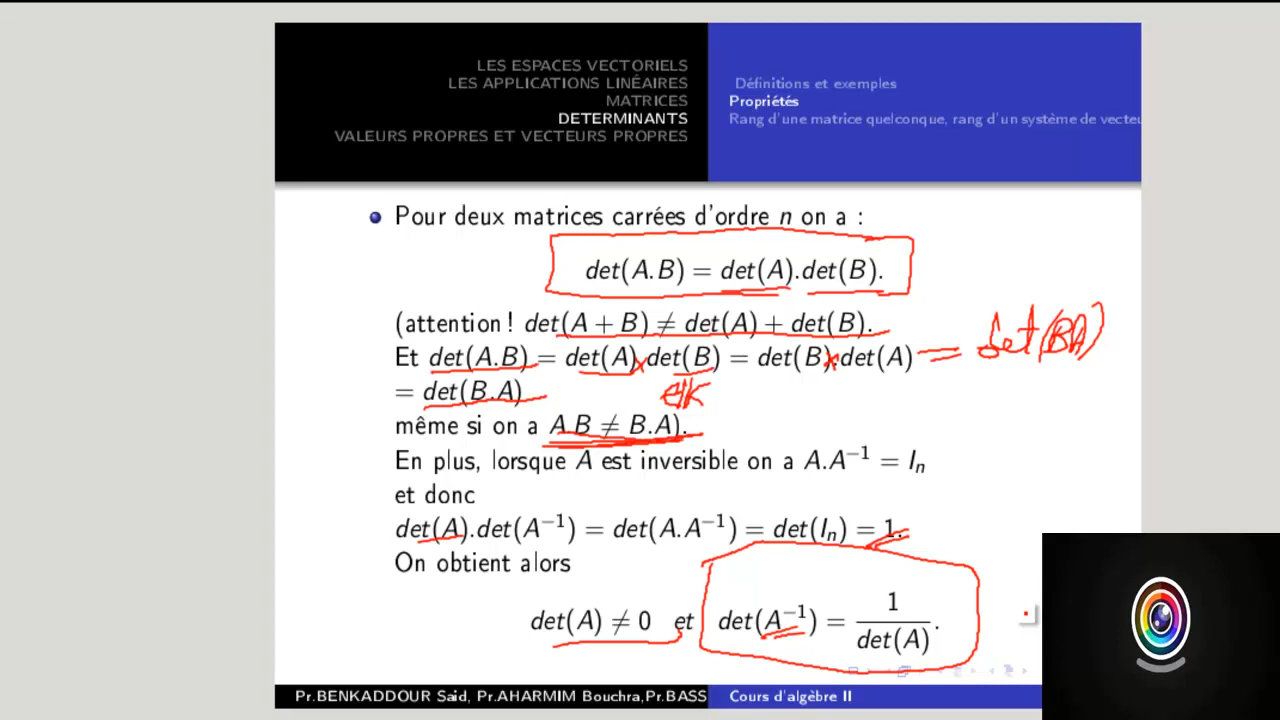 LES ESPACES VECTORIELS
LES APPLICATIONS LINÉAIRES
MATRICES
DETERMINANTS
VALEURS PROPRES ET VECTEURS PROPRES
Définitions et exemples
Propriétés
Rang d'une matrice quelconque, rang d'un système de vecteu
Pour deux matrices carrées d'ordre n on a :
det(A.B) = det(A).det(B).
(attention ! det(A + B) ≠ det(A) + det(B).
Et det(A.B) = det(A)×det(B) = det(B)×det(A) = det(BA)
= det(B.A)
même si on a A.B ≠ B.A).
En plus, lorsque A est inversible on a A.A⁻¹ = Iₙ
et donc
det(A).det(A⁻¹) = det(A.A⁻¹) = det(Iₙ) = 1.
On obtient alors
det(A) ≠ 0 et det(A⁻¹) = 1/det(A).
Pr.BENKADDOUR Said, Pr.AHARMIM Bouchra,Pr.BASS
Cours d'algèbre II